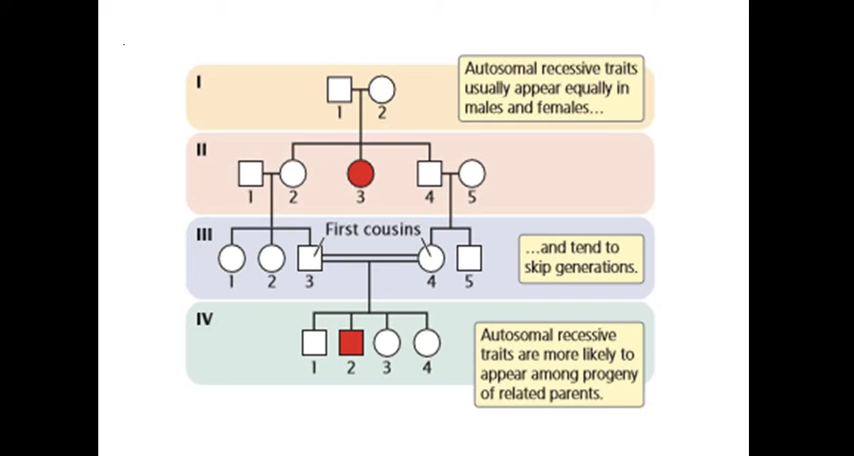 Autosomal recessive traits
usually appear equally in
males and females...
I
1 2
II
1 2 3 4 5
III
First cousins
...and tend to
skip generations.
1 2 3 4 5
IV
Autosomal recessive
traits are more likely to
appear among progeny
of related parents.
1 2 3 4